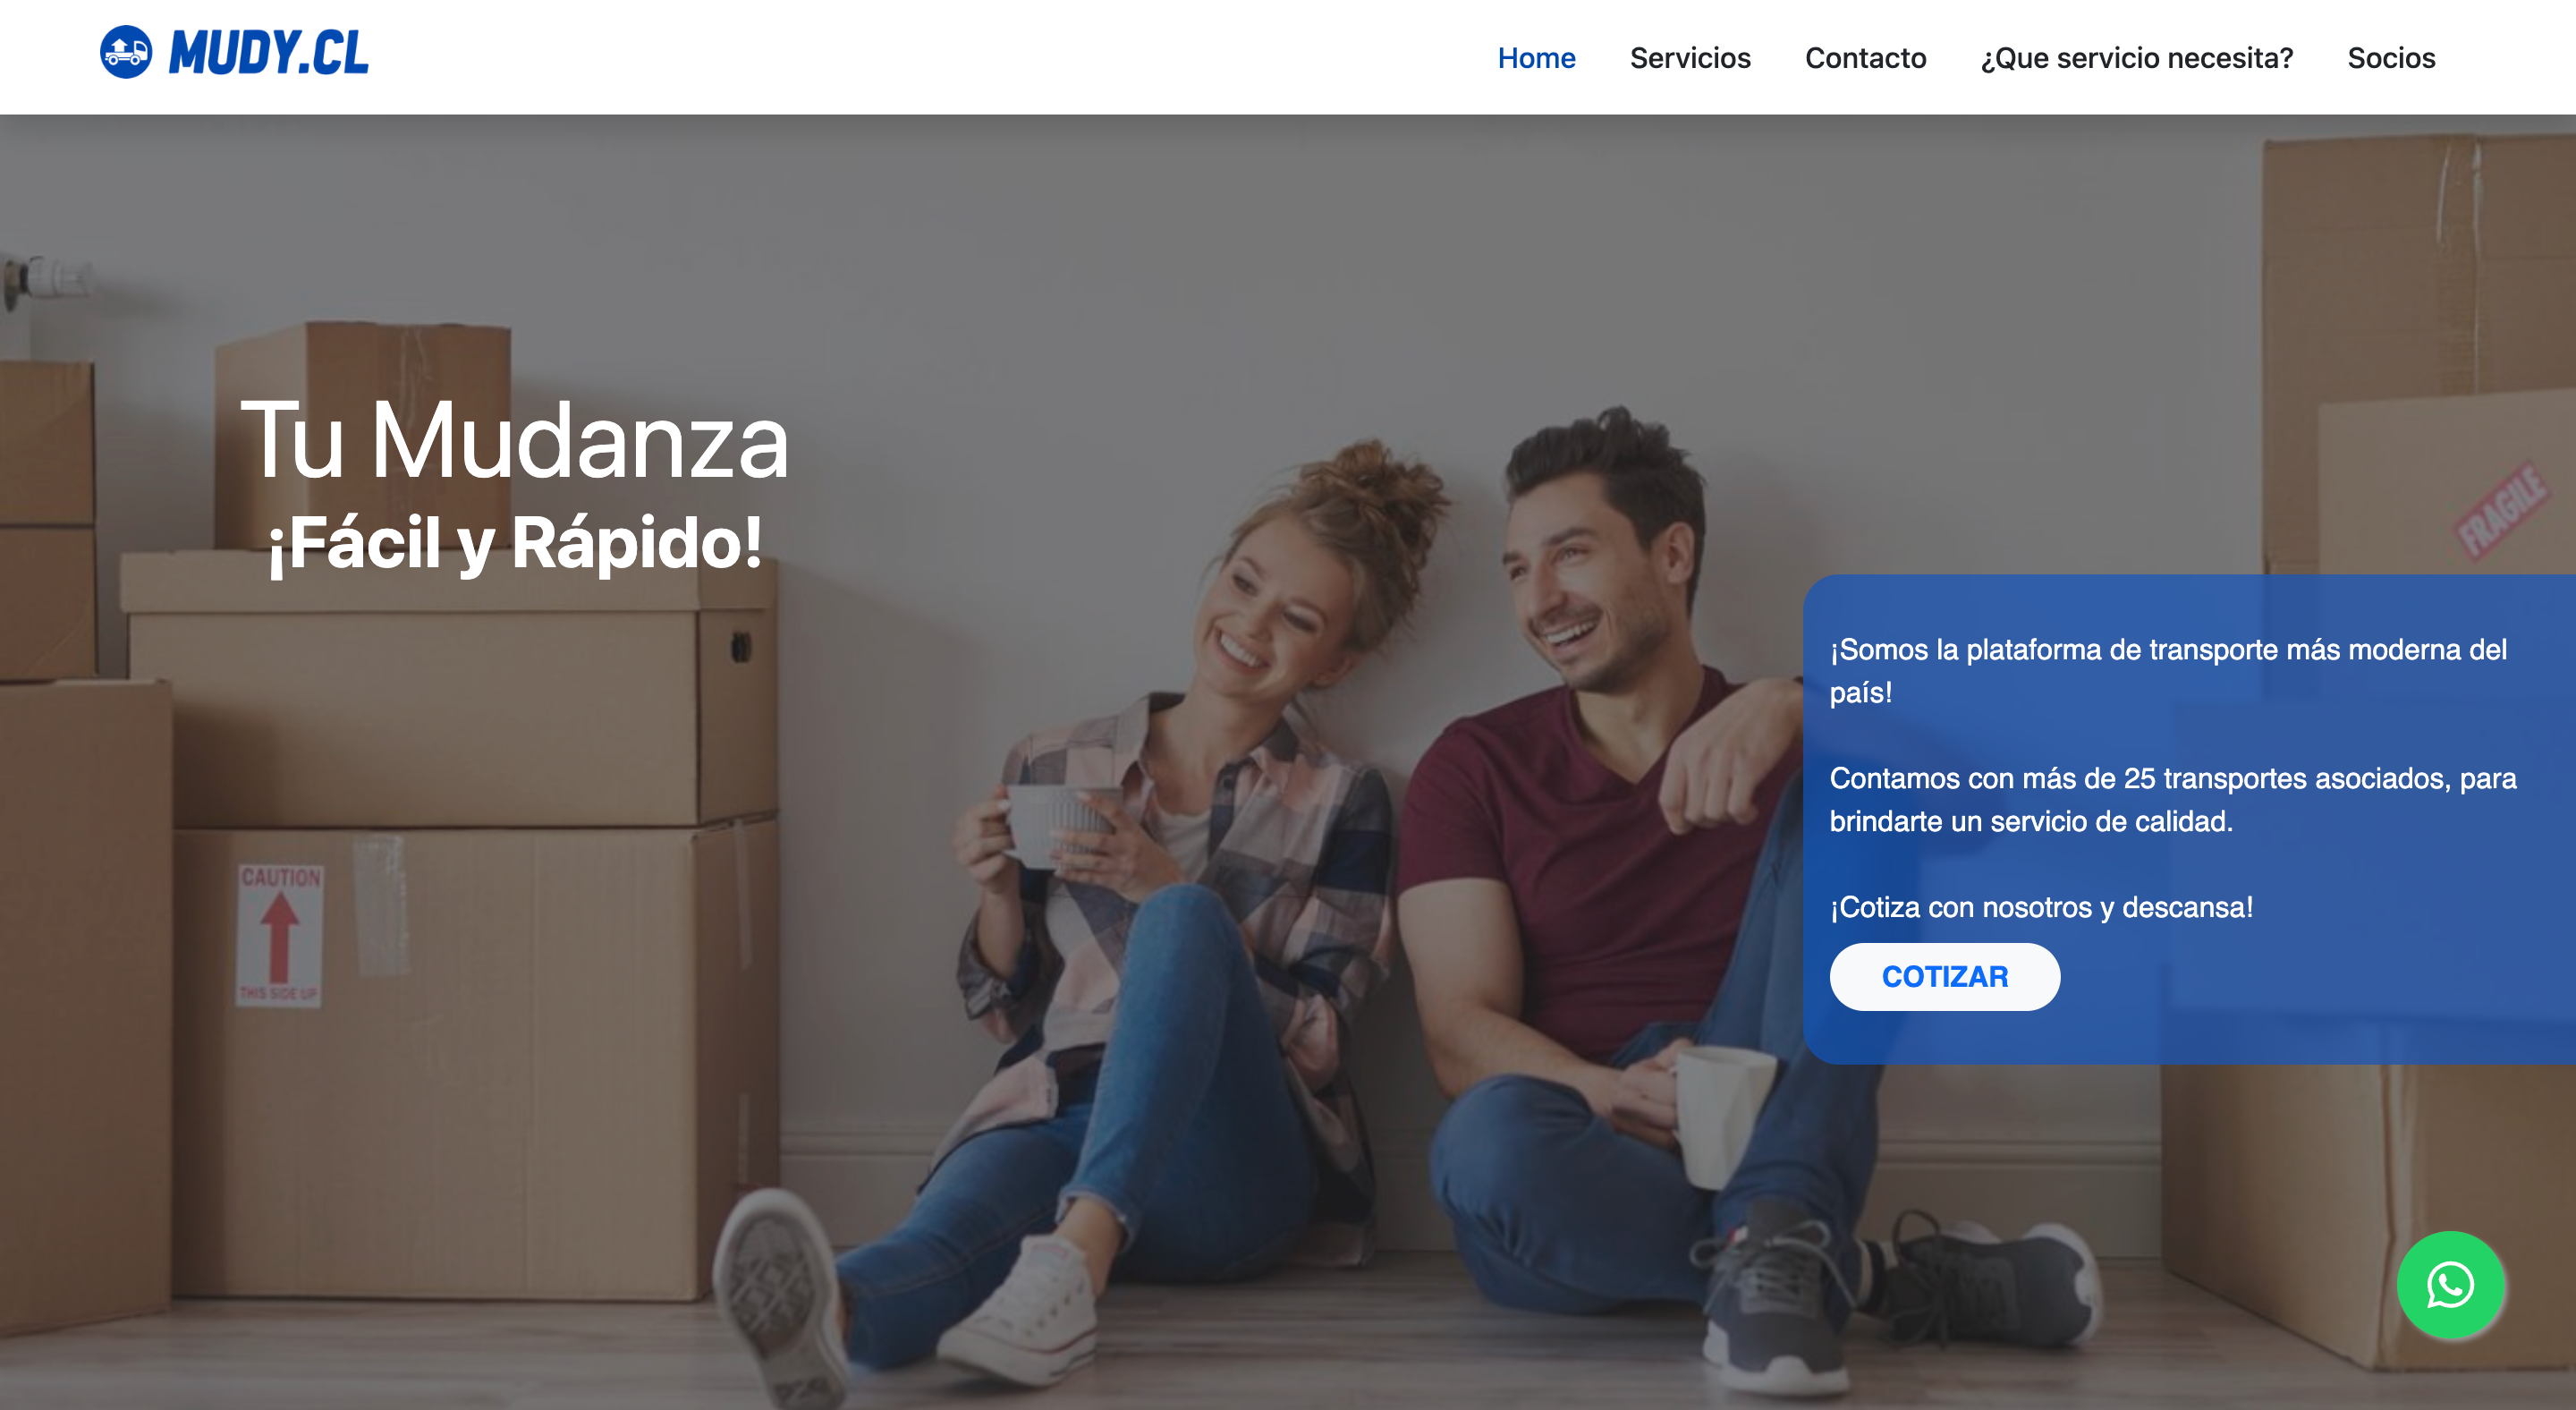 MUDY.CL
Home
Servicios
Contacto
¿Que servicio necesita?
Socios
Tu Mudanza
¡Fácil y Rápido!
FRAGILE
¡Somos la plataforma de transporte más moderna del
país!
Contamos con más de 25 transportes asociados, para
brindarte un servicio de calidad.
¡Cotiza con nosotros y descansa!
COTIZAR
CAUTION
THIS SIDE UP